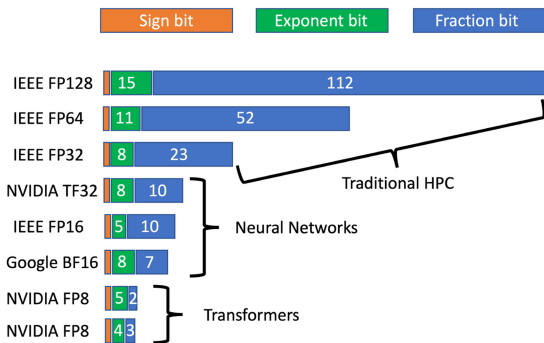 Sign bit Exponent bit Fraction bit
IEEE FP128 15 112
IEEE FP64 11 52
IEEE FP32 8 23
Traditional HPC
NVIDIA TF32 8 10
IEEE FP16 5 10
Neural Networks
Google BF16 8 7
NVIDIA FP8 5 2
Transformers
NVIDIA FP8 4 3